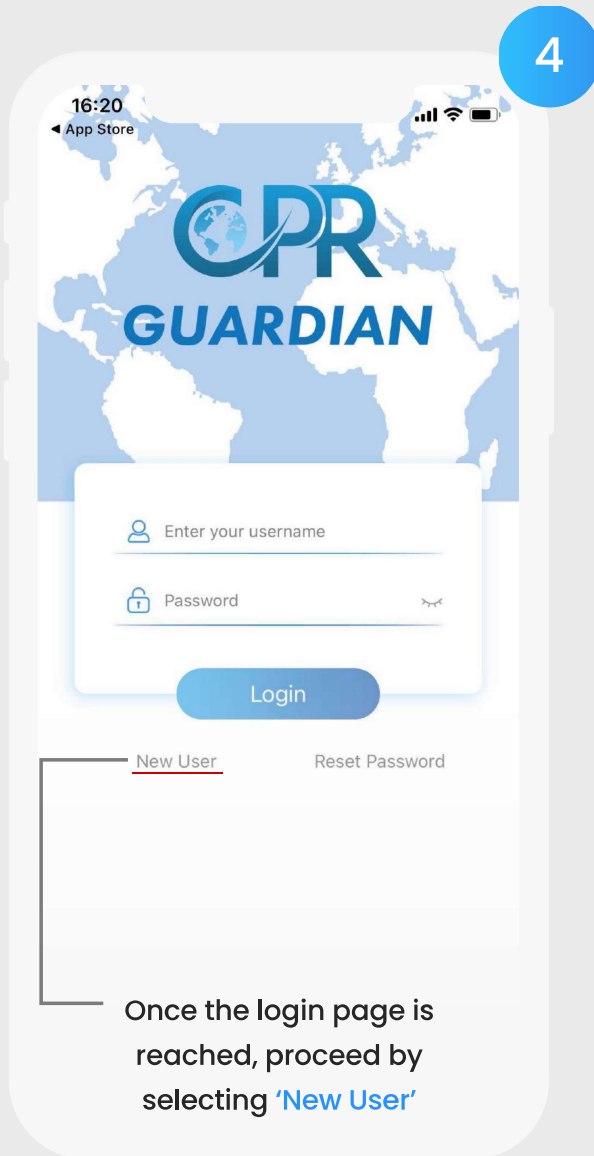 4
16:20
◀ App Store
CPR
GUARDIAN
Enter your username
Password
Login
New User
Reset Password
Once the login page is
reached, proceed by
selecting ‘New User’